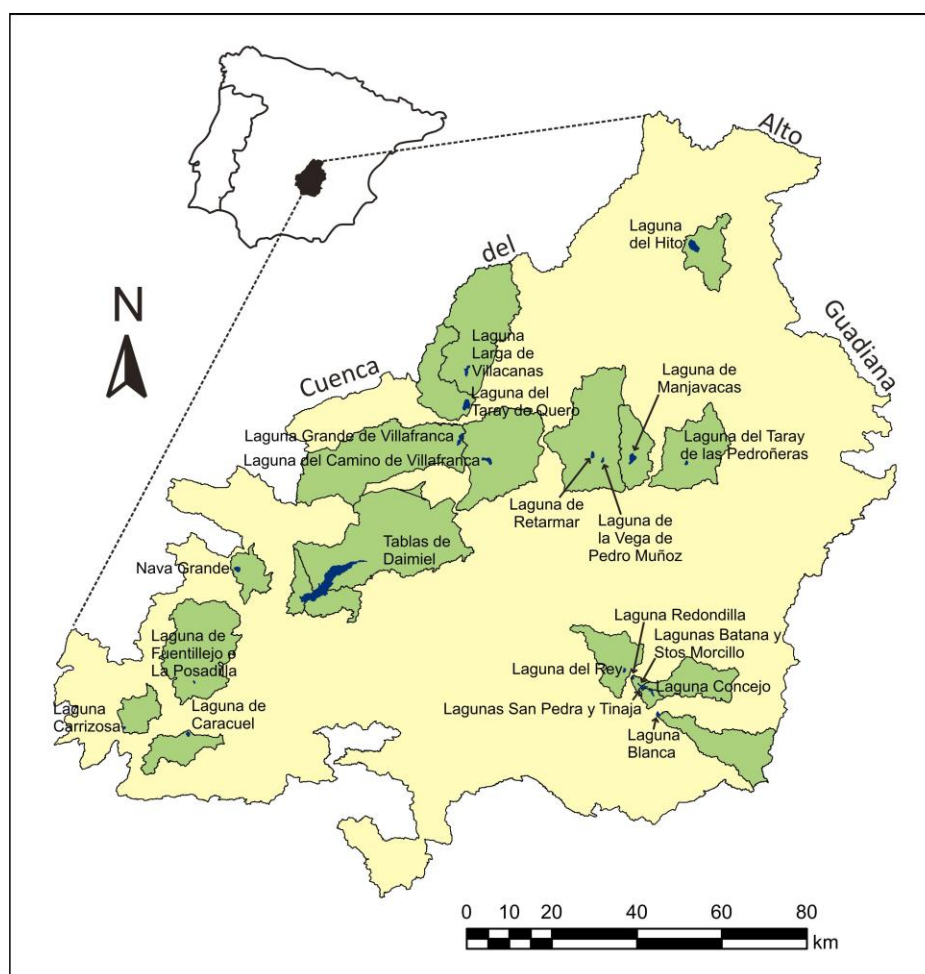 Alto
Laguna
del Hito
del
Guadiana
N
Laguna
Larga de
Villacanas
Cuenca
Laguna de
Manjavacas
Laguna del
Taray de Quero
Laguna Grande de Villafranca
Laguna del Camino de Villafranca
Laguna del Taray
de las Pedroñeras
Laguna de
Retarmar
Laguna de
la Vega de
Pedro Muñoz
Tablas de
Daimiel
Nava Grande
Laguna Redondilla
Lagunas Batana y
Stos Morcillo
Laguna de
Fuentillejo o
La Posadilla
Laguna del Rey
Laguna Concejo
Lagunas San Pedra y Tinaja
Laguna
Carrizosa
Laguna de
Caracuel
Laguna
Blanca
0 10 20 40 60 80
km